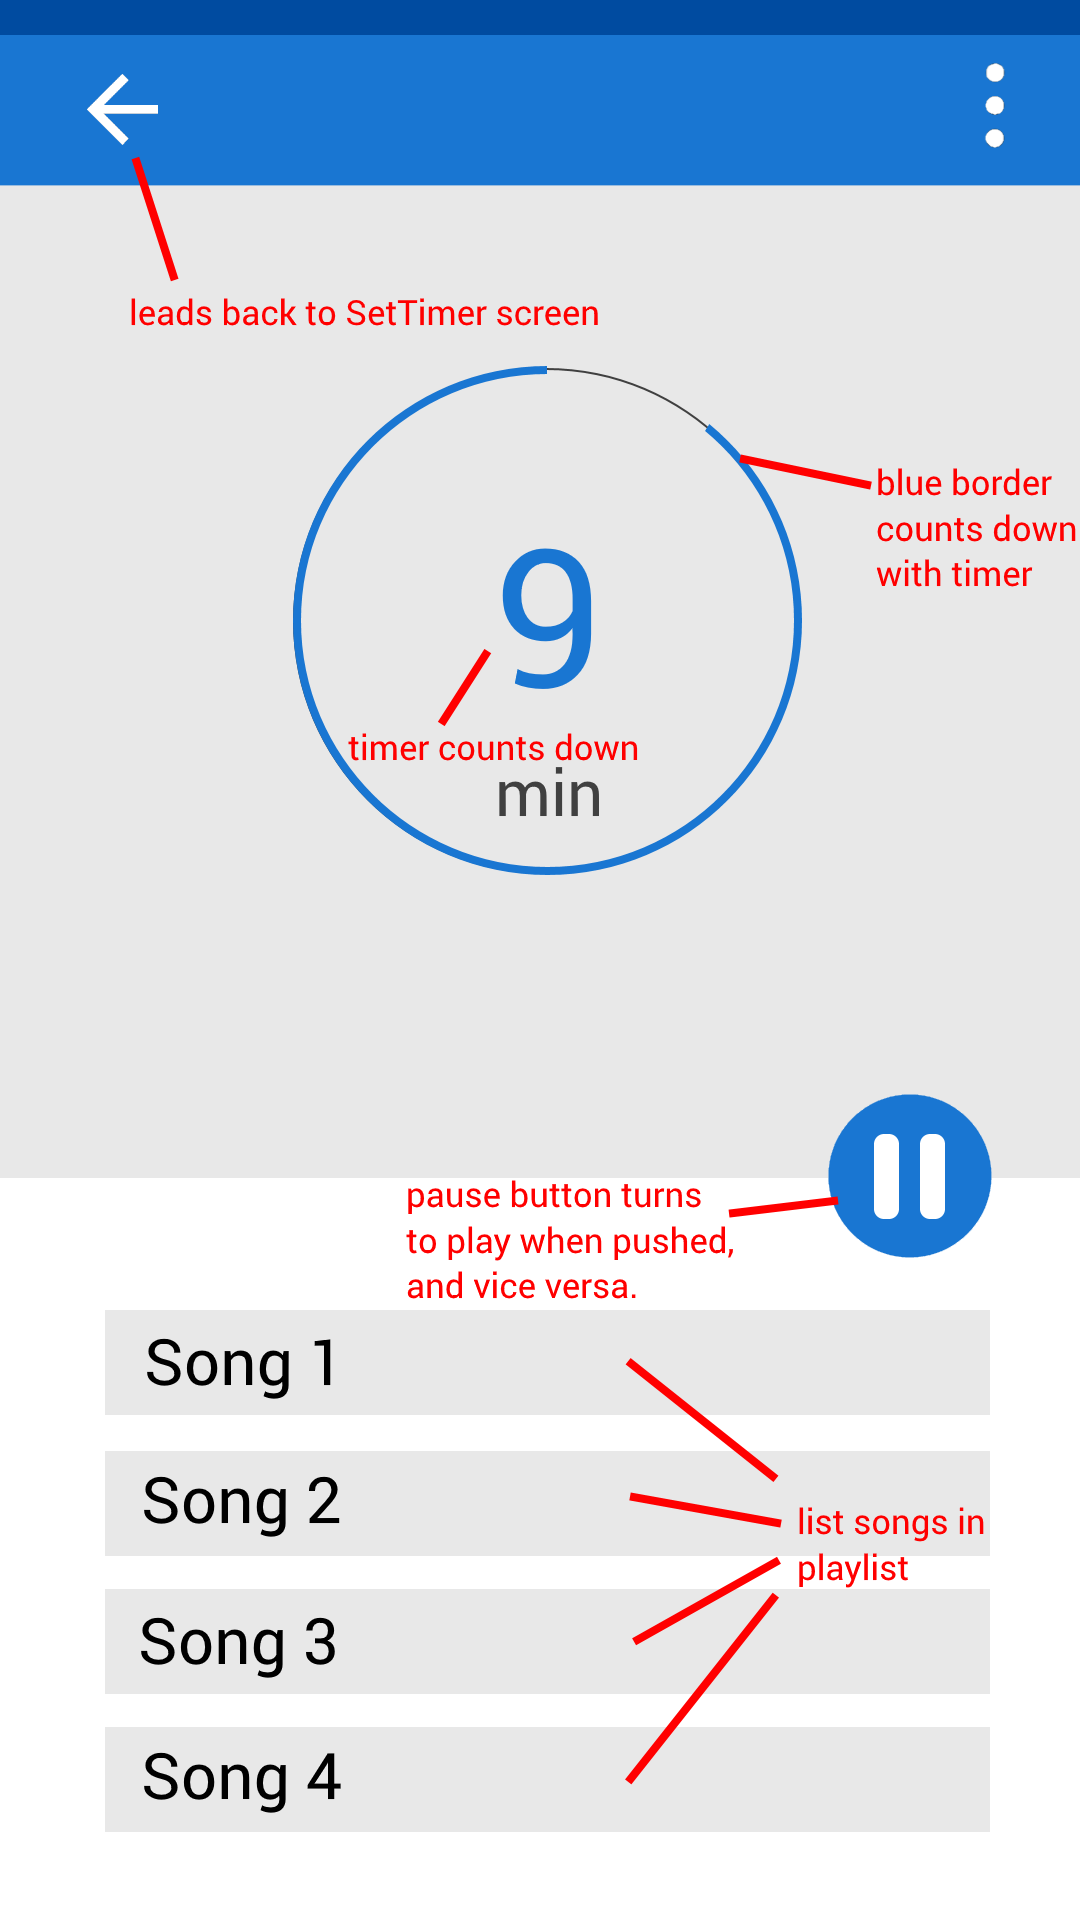 leads back to SetTimer screen
blue border
counts down
with timer
9
timer counts down
min
pause button turns
to play when pushed,
and vice versa.
Song 1
Song 2
list songs in
playlist
Song 3
Song 4